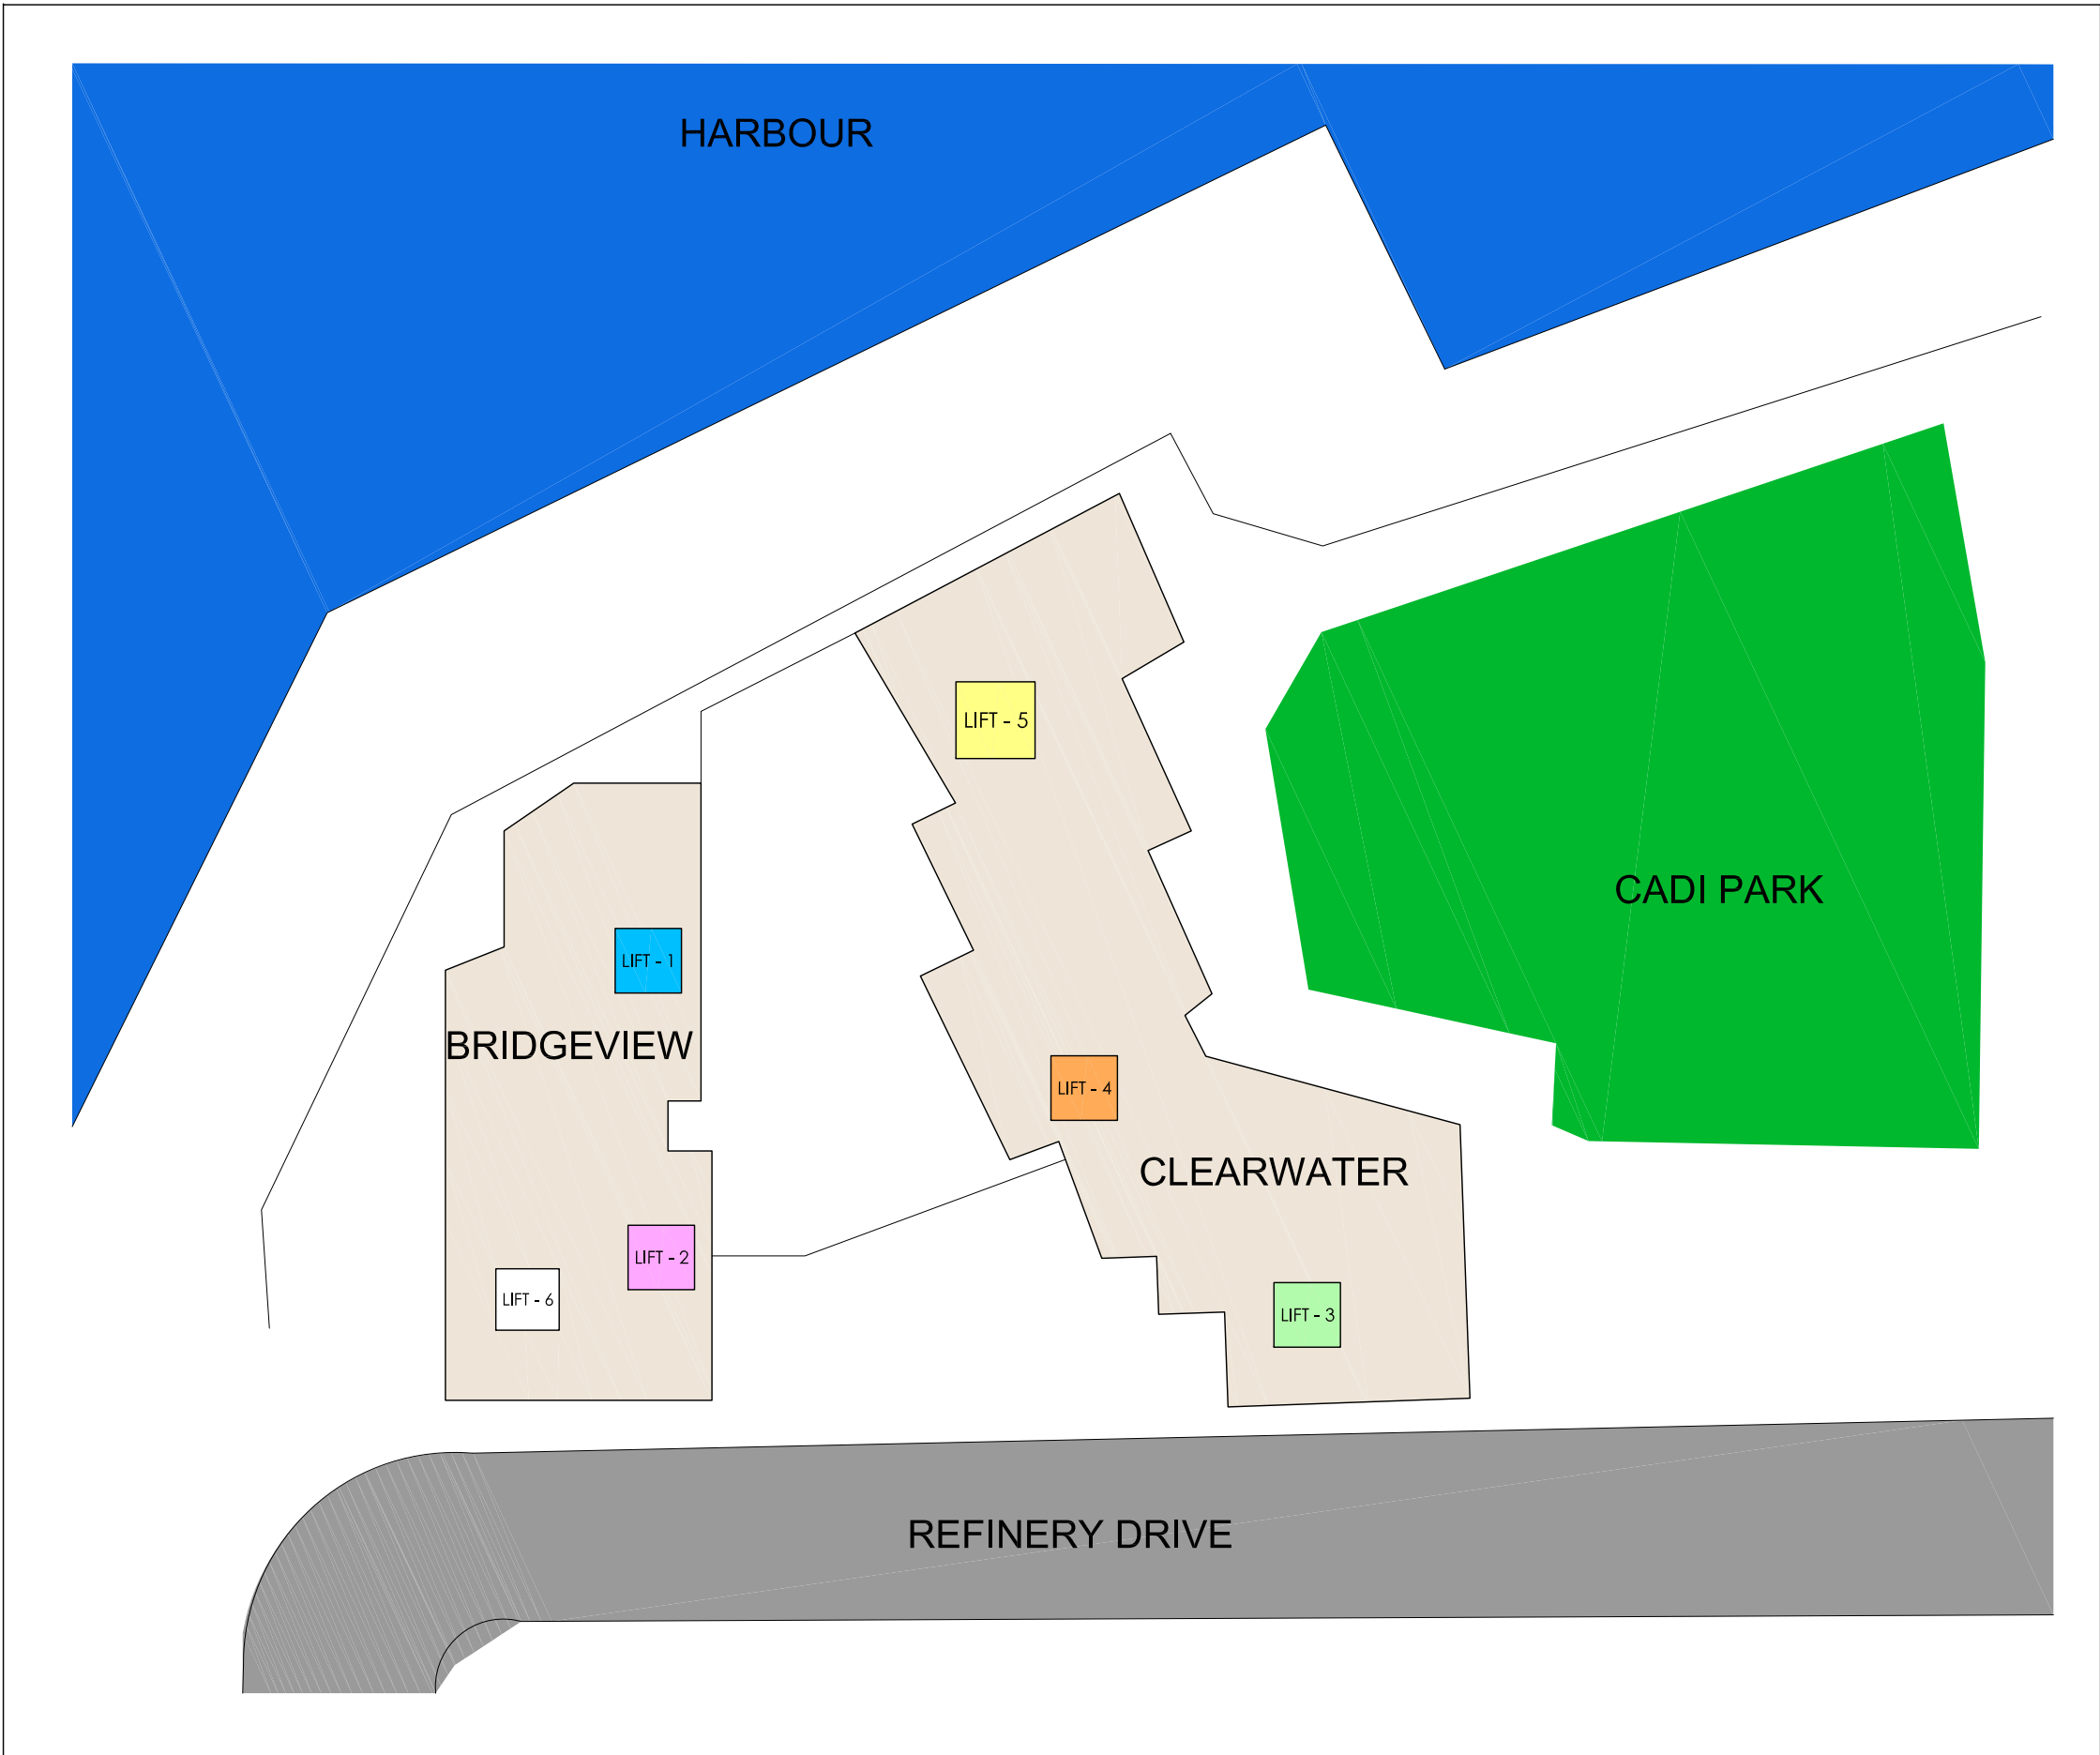 HARBOUR
LIFT - 5
CADI PARK
LIFT - 1
BRIDGEVIEW
LIFT - 4
CLEARWATER
LIFT - 2
LIFT - 6
LIFT - 3
REFINERY DRIVE